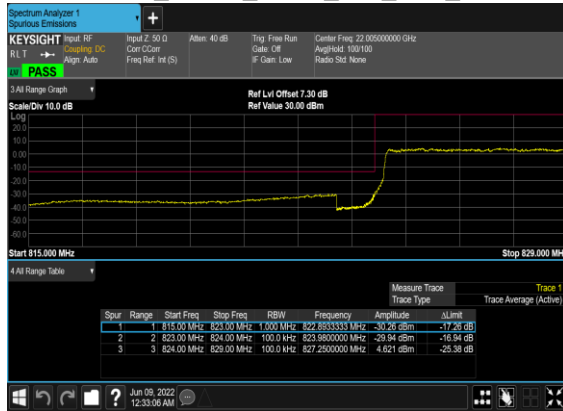 Spectrum Analyzer 1
Spurious Emissions
KEYSIGHT Input: RF Input Z: 50 Ω Atten: 40 dB Trig: Free Run Center Freq: 22.005000000 GHz
Coupling: DC Corr CCorr Gate: Off Avg|Hold: 100/100
R L T Align: Auto Freq Ref: Int (S) IF Gain: Low Radio Std: None
PASS
3 All Range Graph
Ref Lvl Offset 7.30 dB
Scale/Div 10.0 dB Ref Value 30.00 dBm
Log
20.0
10.0
0.00
-10.0
-20.0
-30.0
-40.0
-50.0
-60.0
Start 815.000 MHz Stop 829.000 MH
4 All Range Table
Measure Trace Trace 1
Trace Type Trace Average (Active)
Spur Range Start Freq Stop Freq RBW Frequency Amplitude ΔLimit
1 1 815.00 MHz 823.00 MHz 1.000 MHz 822.8933333 MHz -30.26 dBm -17.26 dB
2 2 823.00 MHz 824.00 MHz 100.0 kHz 823.9800000 MHz -29.94 dBm -16.94 dB
3 3 824.00 MHz 829.00 MHz 100.0 kHz 827.2500000 MHz 4.621 dBm -25.38 dB
Jun 09, 2022
12:33:06 AM